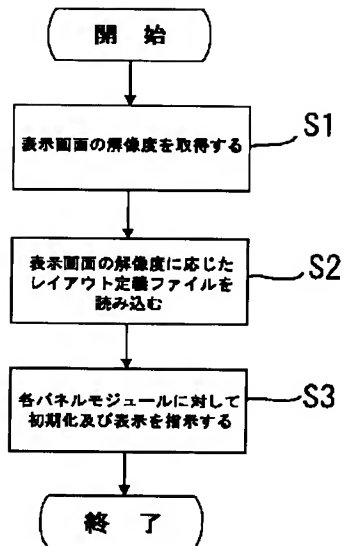 開 始
表示画面の解像度を取得する
S1
表示画面の解像度に応じた
レイアウト定義ファイルを
読み込む
S2
各パネルモジュールに対して
初期化及び表示を指示する
S3
終 了